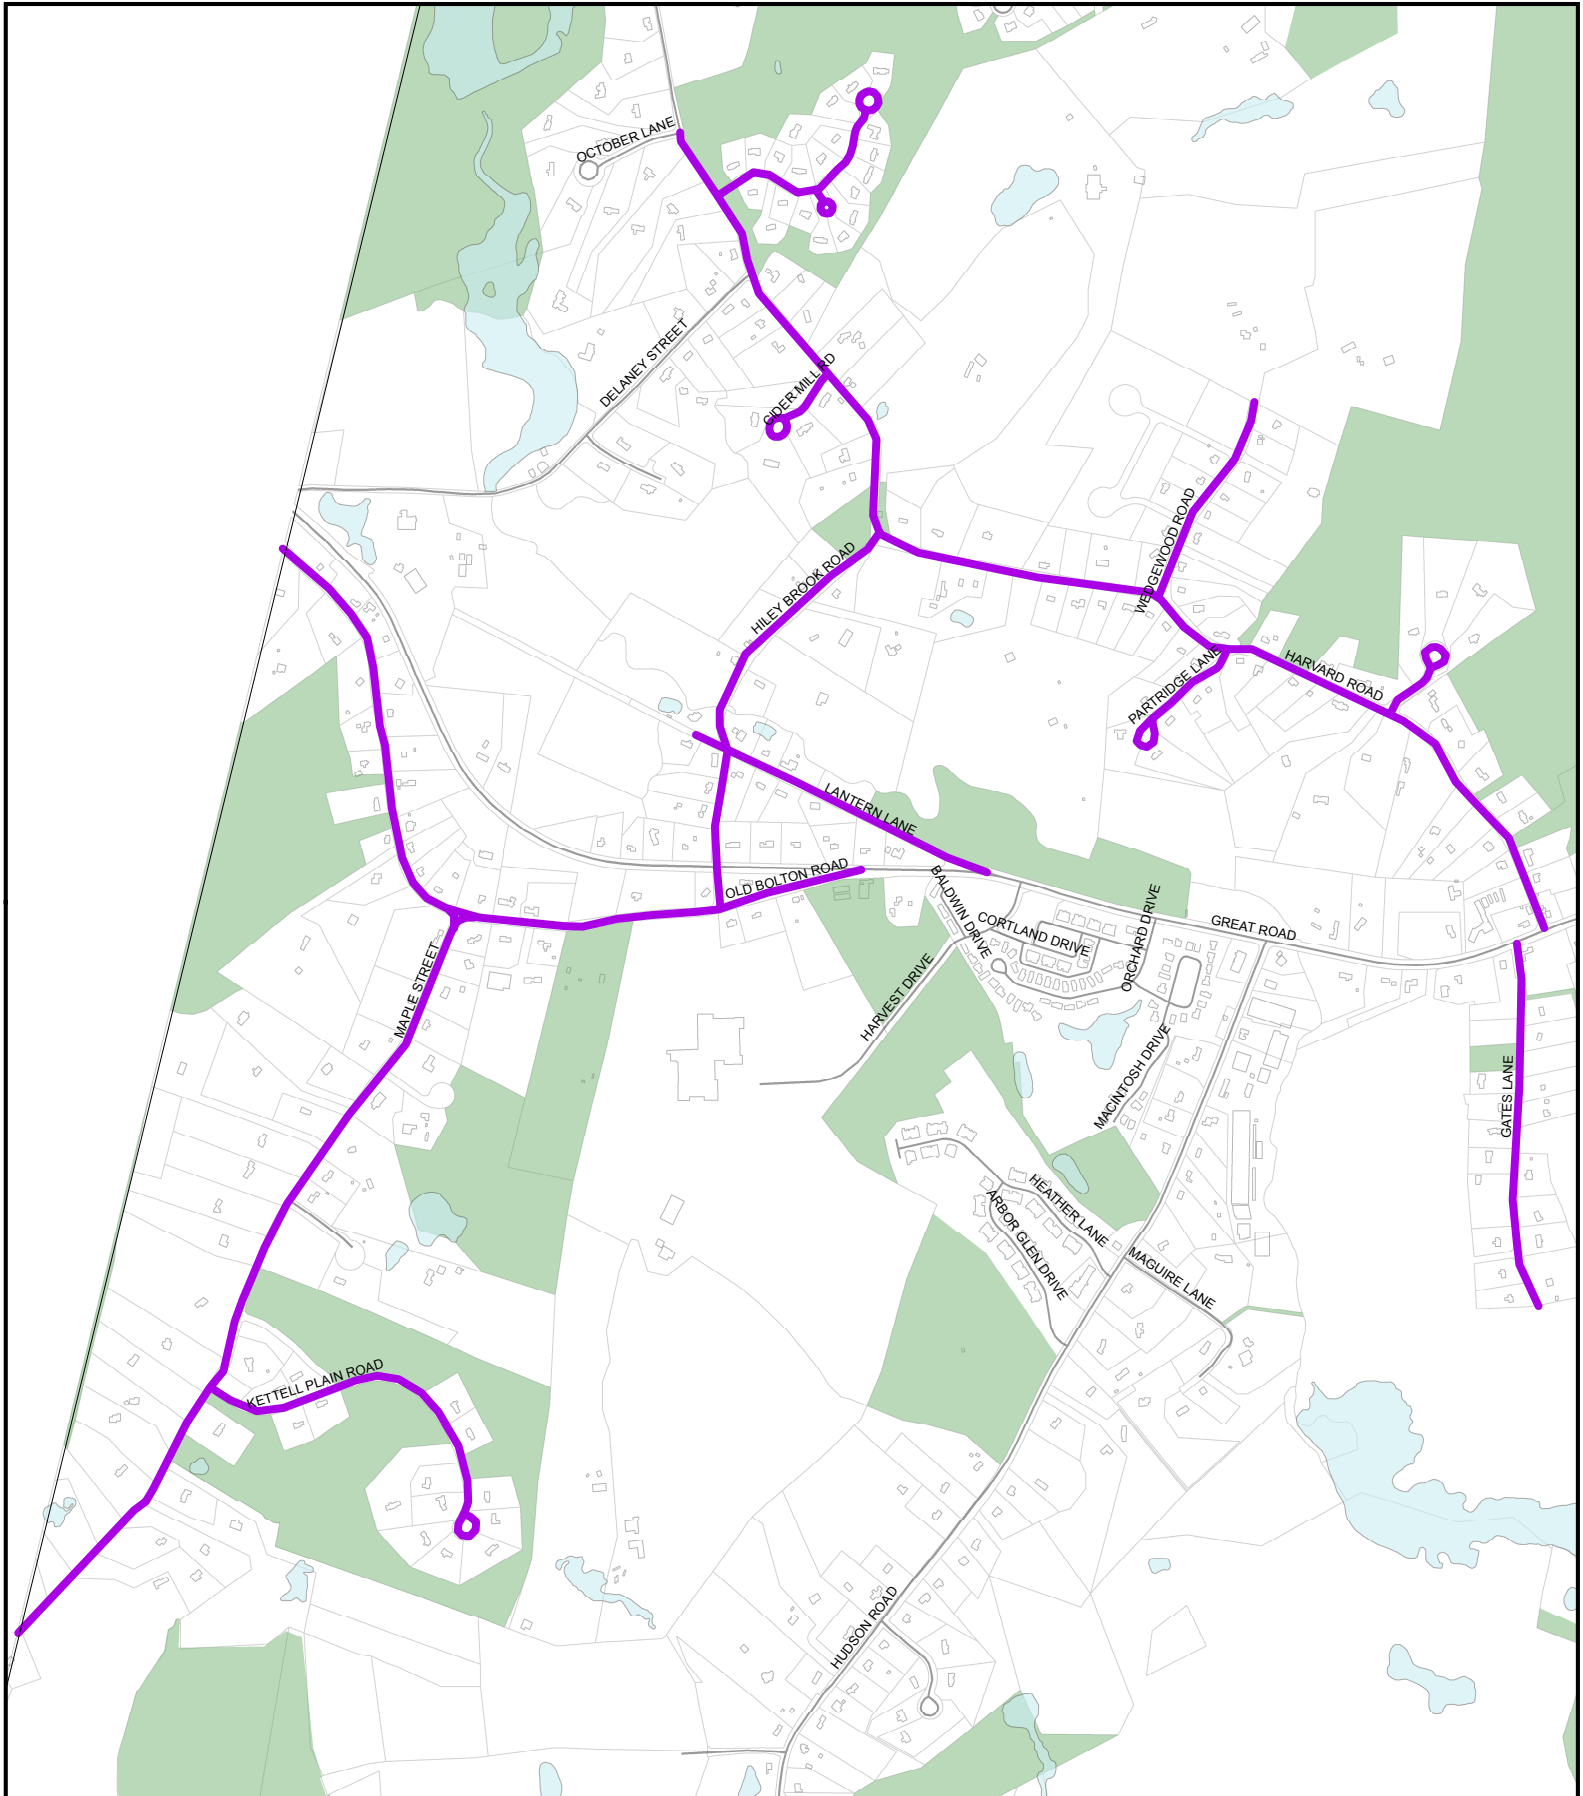 OCTOBER LANE
DELANEY STREET
CIDER MILL RD
WEDGEWOOD ROAD
HILEY BROOK ROAD
PARTRIDGE LANE
HARVARD ROAD
LANTERN LANE
OLD BOLTON ROAD
BALDWIN DRIVE
CORTLAND DRIVE
ORCHARD DRIVE
GREAT ROAD
MAPLE STREET
HARVEST DRIVE
MACINTOSH DRIVE
GATES LANE
HEATHER LANE
ARBOR GLEN DRIVE
MAGUIRE LANE
KETTELL PLAIN ROAD
HUDSON ROAD